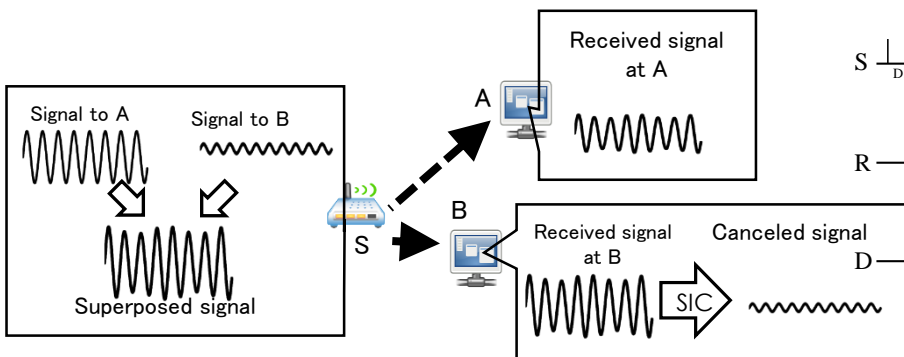 Signal to A
Signal to B
Superposed signal
S
A
Received signal
at A
B
Received signal
at B
SIC
Canceled signal
S
D
R
D